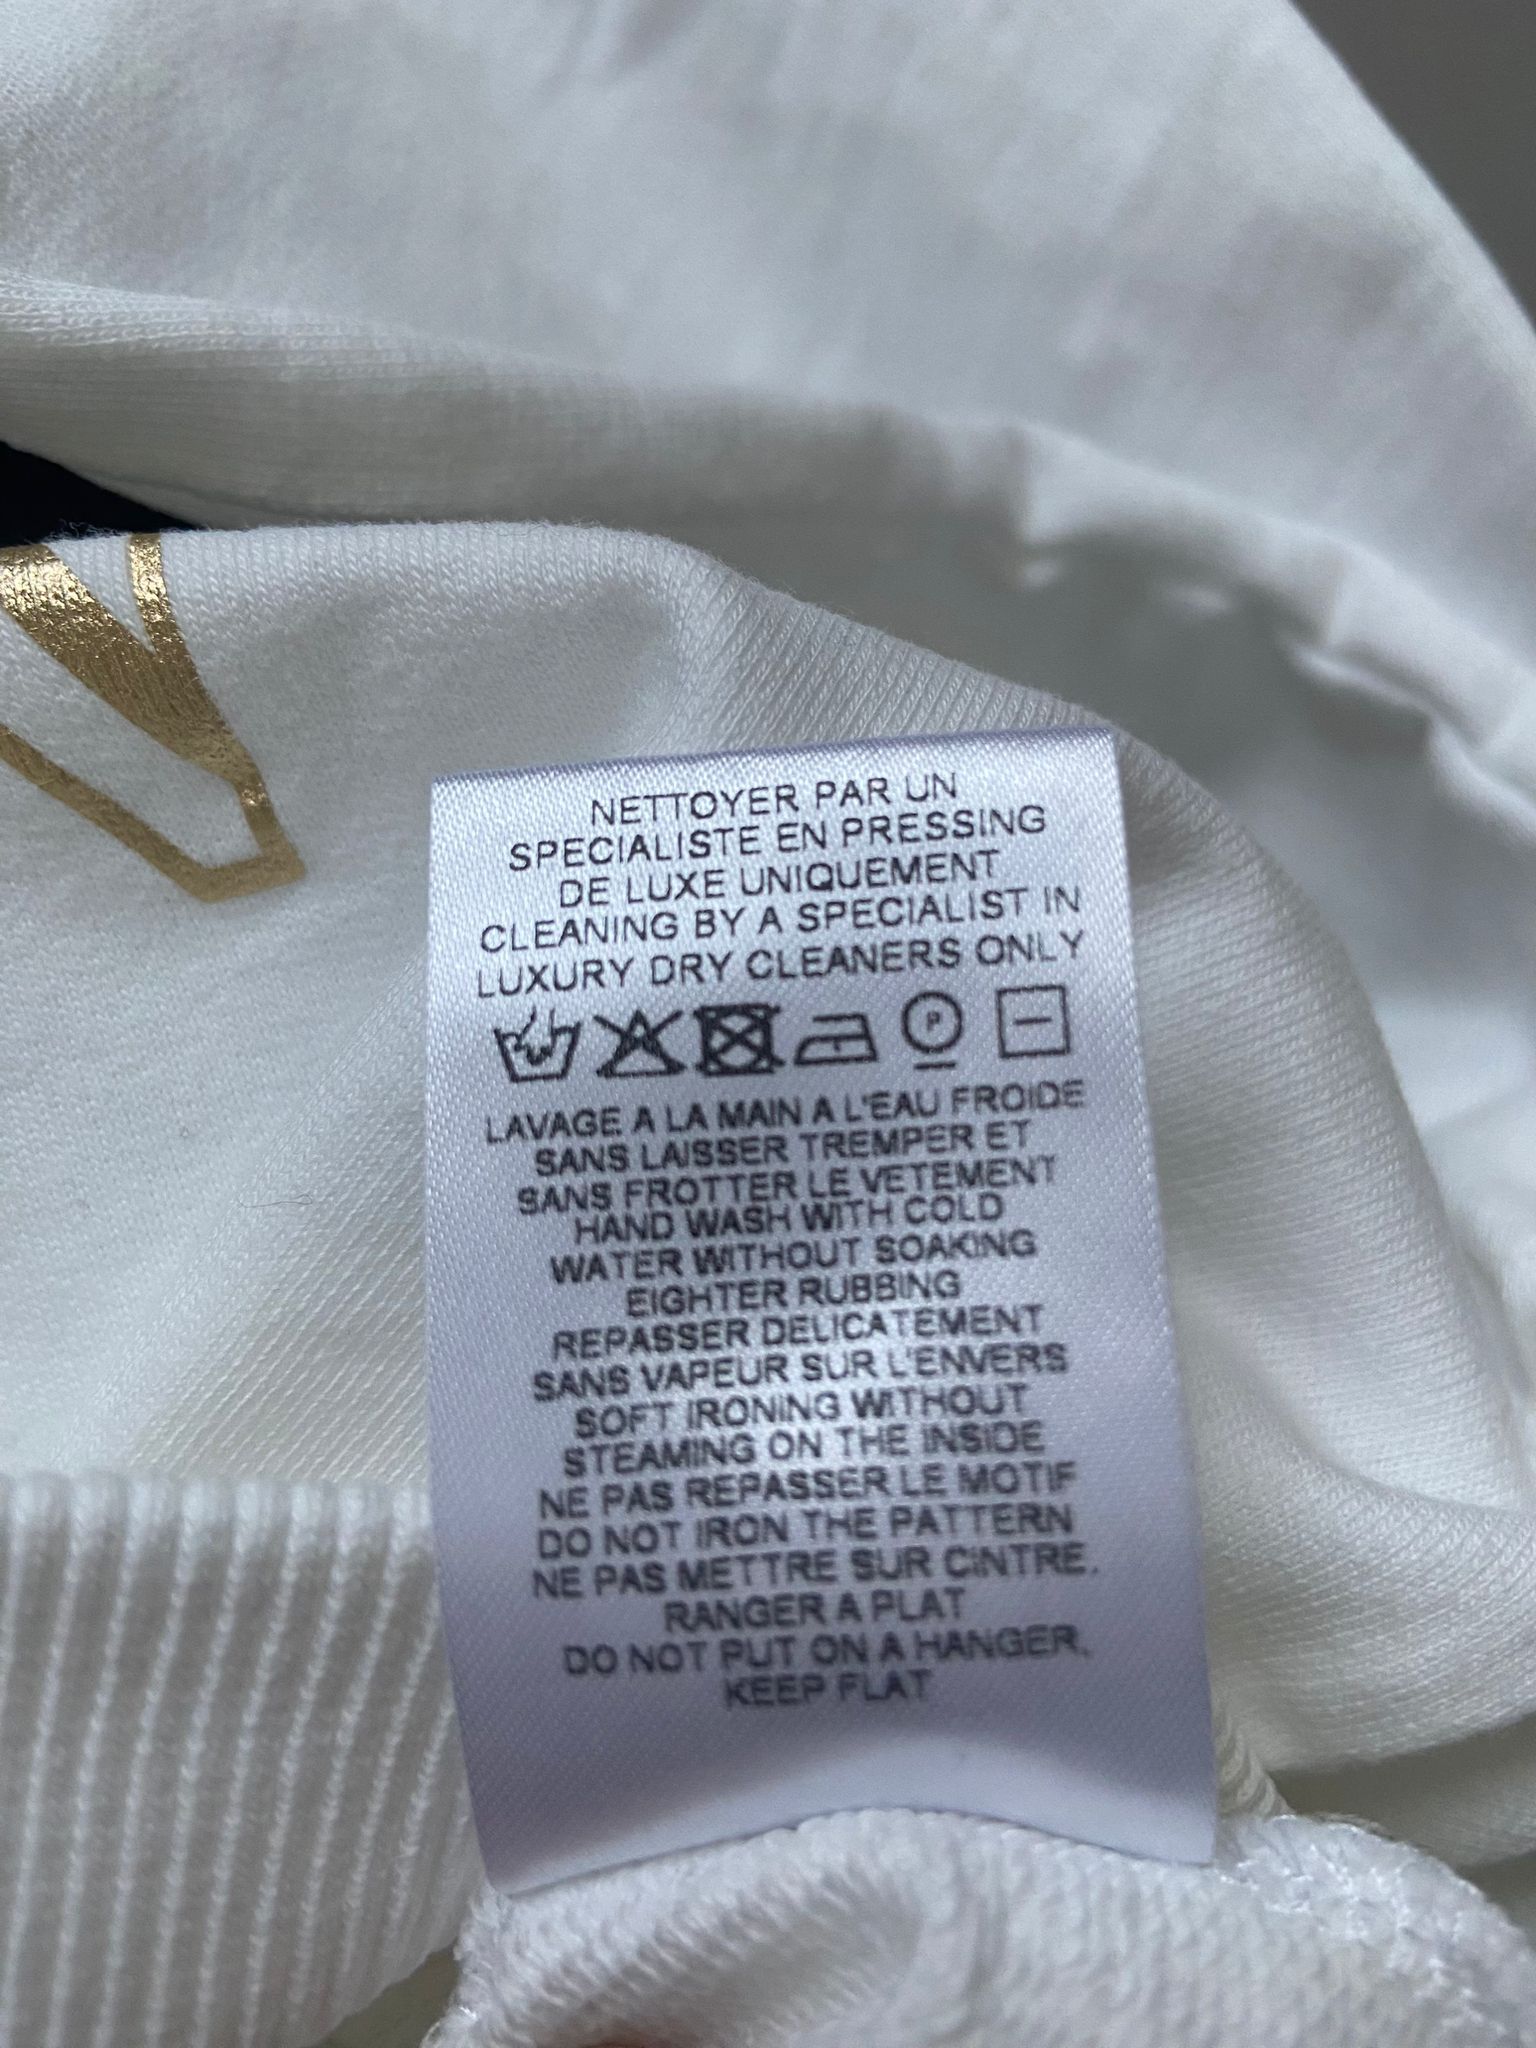 NETTOYER PAR UN
SPECIALISTE EN PRESSING
DE LUXE UNIQUEMENT
CLEANING BY A SPECIALIST IN
LUXURY DRY CLEANERS ONLY
P
LAVAGE A LA MAIN A L'EAU FROIDE
SANS LAISSER TREMPER ET
SANS FROTTER LE VETEMENT
HAND WASH WITH COLD
WATER WITHOUT SOAKING
EIGHTER RUBBING
REPASSER DELICATEMENT
SANS VAPEUR SUR L'ENVERS
SOFT IRONING WITHOUT
STEAMING ON THE INSIDE
NE PAS REPASSER LE MOTIF
DO NOT IRON THE PATTERN
NE PAS METTRE SUR CINTRE.
RANGER A PLAT
DO NOT PUT ON A HANGER,
KEEP FLAT